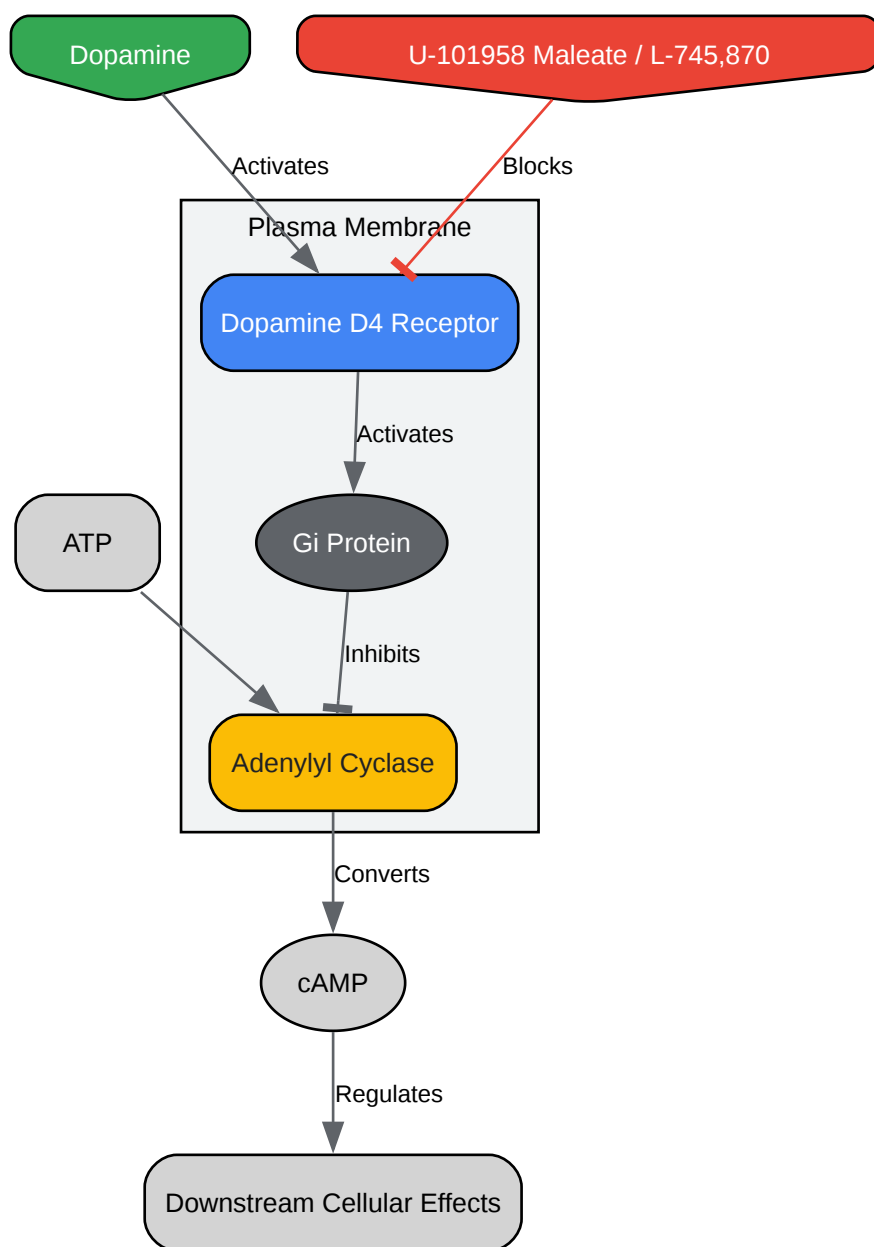 Dopamine
U-101958 Maleate / L-745,870
Activates
Blocks
Plasma Membrane
Dopamine D4 Receptor
Activates
ATP
Gi Protein
Inhibits
Adenylyl Cyclase
Converts
cAMP
Regulates
Downstream Cellular Effects